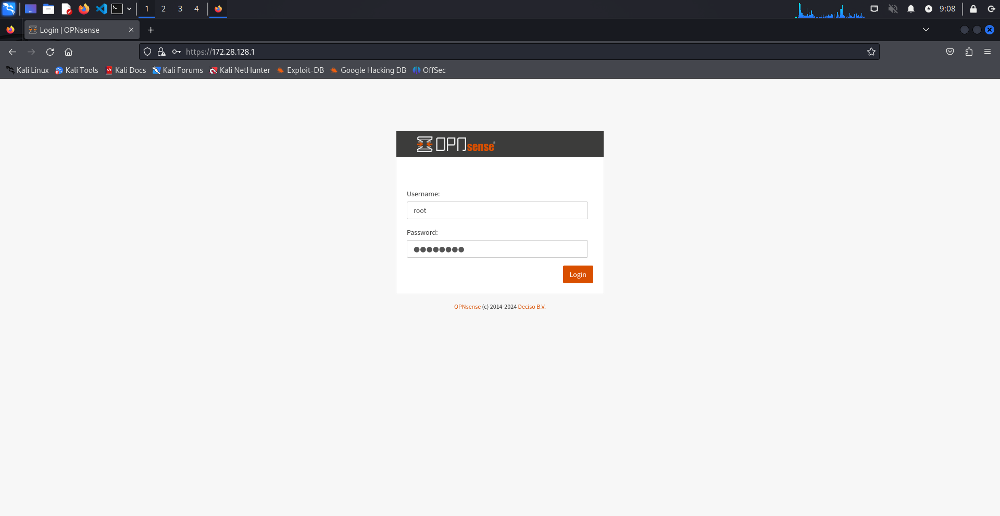 1 2 3 4 9:08
Login | OPNsense
https://172.28.128.1
Kali Linux Kali Tools Kali Docs Kali Forums Kali NetHunter Exploit-DB Google Hacking DB OffSec
OPNsense®
Username:
root
Password:
●●●●●●●●
Login
OPNsense (c) 2014-2024 Deciso B.V.